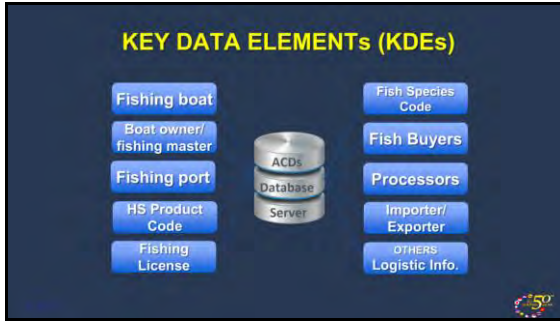 KEY DATA ELEMENTs (KDEs)
Fishing boat
Boat owner/
fishing master
Fishing port
HS Product
Code
Fishing
License
ACDs
Database
Server
Fish Species
Code
Fish Buyers
Processors
Importer/
Exporter
OTHERS
Logistic Info.
50